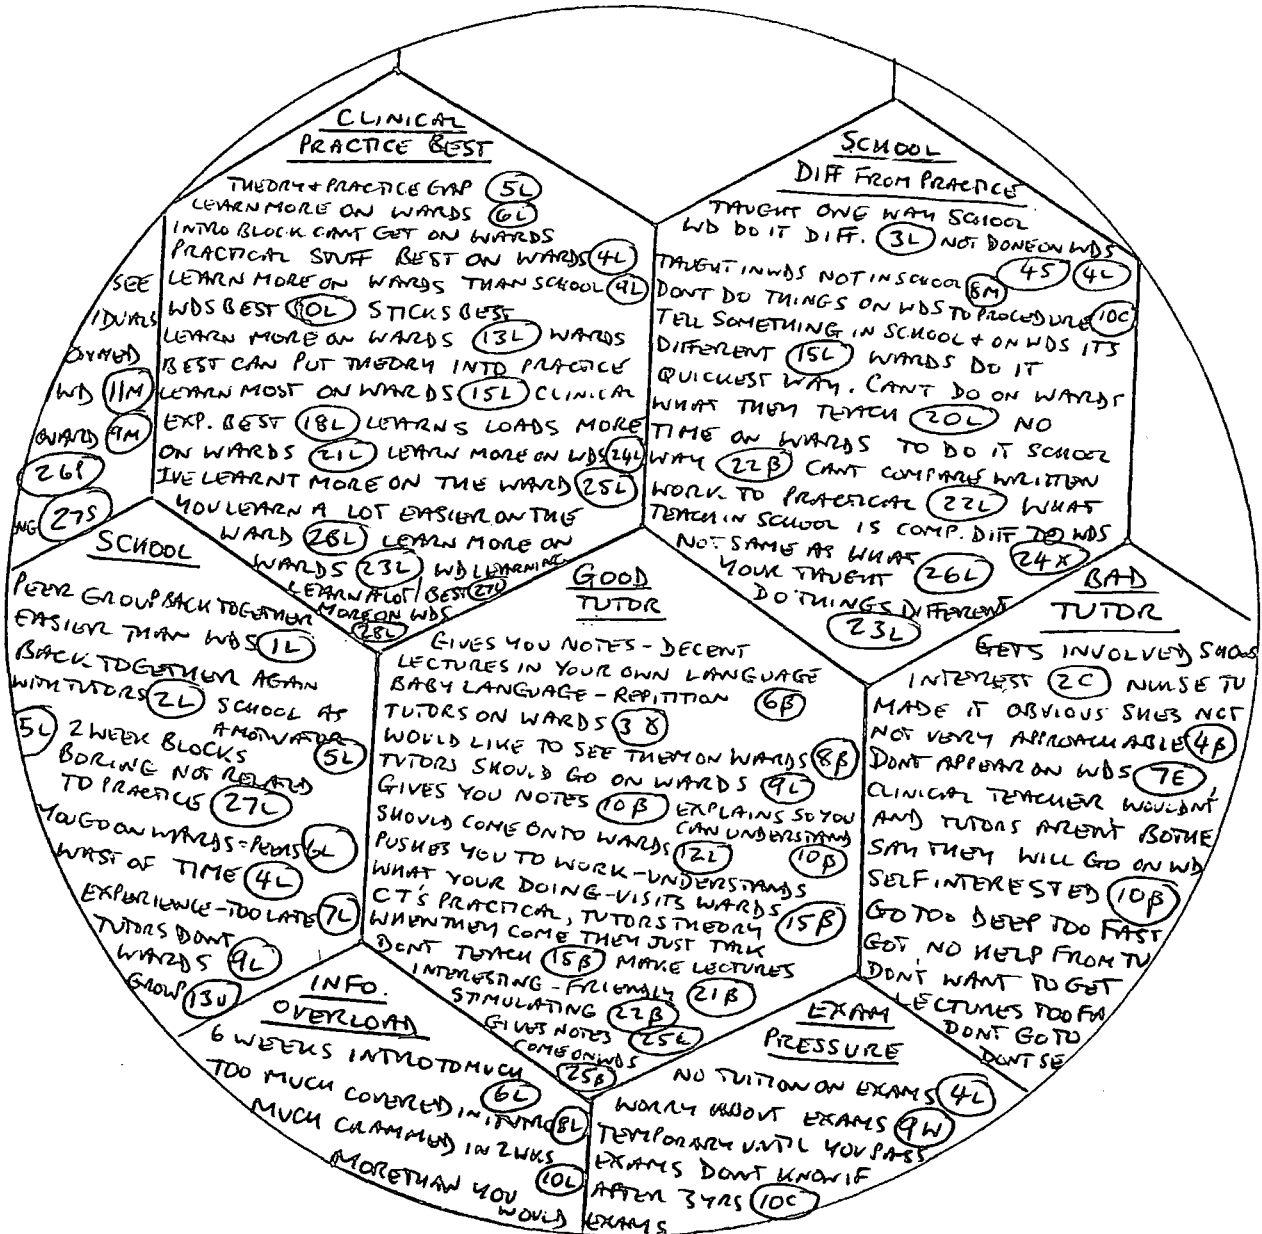 CLINICAL
PRACTICE BEST
THEORY + PRACTICE GAP 5L
LEARN MORE ON WARDS 6L
INTRO BLOCK CANT GET ON WARDS
PRACTICAL STUFF BEST ON WARDS 4L
LEARN MORE ON WARDS THAN SCHOOL 9L
WDS BEST 10L STICKS BEST
LEARN MORE ON WARDS 13L WARDS
BEST CAN PUT THEORY INTO PRACTICE
LEARN MOST ON WARDS 15L CLINICAL
EXP. BEST 18L LEARNS LOADS MORE
ON WARDS 21L LEARN MORE ON WDS 24L
IVE LEARNT MORE ON THE WARD 25L
YOU LEARN A LOT EASIER ON THE
WARD 28L LEARN MORE ON
WARDS 23L WD LEARNING
LEARN A LOT BEST
MORE ON WDS
28L
SCHOOL
DIFF FROM PRACTICE
TAUGHT ONE WAY SCHOOL
WD DO IT DIFF. 3L NOT DONE ON WDS
4S 4L
TAUGHT IN WDS NOT IN SCHOOL 8M
DONT DO THINGS ON WDS TO PROCEDURE 10C
TELL SOMETHING IN SCHOOL + ON WDS ITS
DIFFERENT 15L WARDS DO IT
QUICKEST WAY. CANT DO ON WARDS
WHAT THEY TEACH 20L NO
TIME ON WARDS TO DO IT SCHOOL
WAY 22β CANT COMPARE WRITTEN
WORK TO PRACTICAL 22L WHAT
TEACH IN SCHOOL IS COMP. DIFF TO WDS
NOT SAME AS WHAT 24X
YOUR TAUGHT 26L
DO THINGS DIFFERENT
23L
SEE
IDUALS
WD 11M
WARD 9M
26S
NG 27S
SCHOOL
PEER GROUP BACK TOGETHER
EASIER THAN WDS 1L
BACK TOGETHER AGAIN
WITH TUTORS 2L SCHOOL AS
A MOTIVATOR 5L
5L 2 WEEK BLOCKS
BORING NOT RELATED
TO PRACTICE 27L
YOU GO ON WARDS = PEERS 6L
WAST OF TIME 4L
EXPERIENCE - TOO LATE 7L
TUTORS DONT
WARDS 9L
GROUP 13U
GOOD
TUTOR
GIVES YOU NOTES - DECENT
LECTURES IN YOUR OWN LANGUAGE
BABY LANGUAGE - REPITITION 6β
TUTORS ON WARDS 3X
WOULD LIKE TO SEE THEM ON WARDS 8β
TUTORS SHOULD GO ON WARDS 9L
GIVES YOU NOTES 10β EXPLAINS SO YOU
CAN UNDERSTAND 10β
SHOULD COME ONTO WARDS 12L
PUSHES YOU TO WORK - UNDERSTANDS
WHAT YOUR DOING - VISITS WARDS
CT'S PRACTICAL, TUTORS THEORY 15β
WHEN THEY COME THEY JUST TALK
DONT TEACH 15β MAKE LECTURES
INTERESTING - FRIENDLY 21β
STIMULATING 22β
GIVES NOTES 25L
COME ON WDS
25β
BAD
TUTOR
GETS INVOLVED SHOWS
INTEREST 2C NURSE TU
MADE IT OBVIOUS SHES NOT
NOT VERY APPROACHABLE 4β
DONT APPEAR ON WDS 7E
CLINICAL TEACHER WOULDN'T
AND TUTORS AREN'T BOTHE
SAY THEY WILL GO ON WD
SELF INTERESTED 10β
GO TOO DEEP TOO FAST
GOT NO HELP FROM TU
DON'T WANT TO GET
LECTURES TOO FA
DONT GO TO
DONT SE
INFO.
OVERLOAD
6 WEEKS INTRO TO MUCH
6L
TOO MUCH COVERED IN INTRO 8L
MUCH CRAMMED IN 2 WKS
10L
MORE THAN YOU
WOULD
EXAM
PRESSURE
NO TUITION ON EXAMS 4L
WORRY ABOUT EXAMS 9W
TEMPORARY UNTIL YOU PASS
EXAMS DONT KNOW IF
AFTER 3 YRS 10C
EXAMS